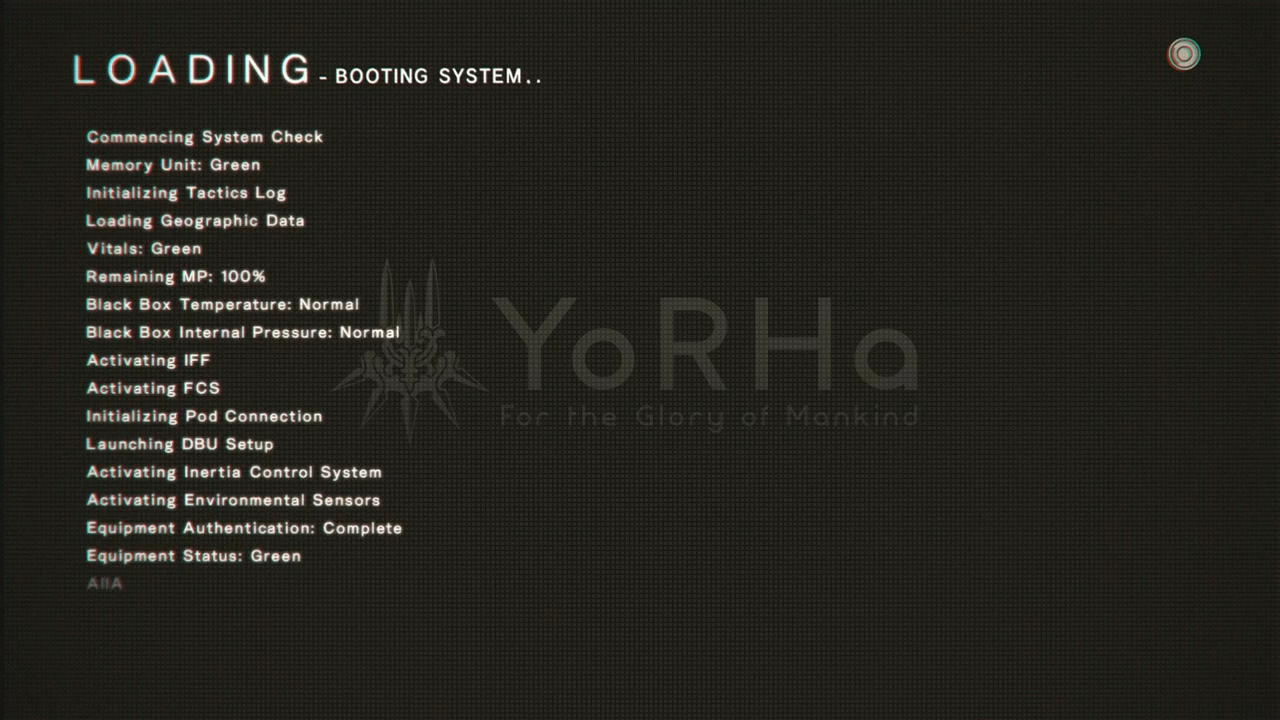 LOADING - BOOTING SYSTEM..
Commencing System Check
Memory Unit: Green
Initializing Tactics Log
Loading Geographic Data
Vitals: Green
Remaining MP: 100%
Black Box Temperature: Normal
Black Box Internal Pressure: Normal
Activating IFF
Activating FCS
Initializing Pod Connection
Launching DBU Setup
Activating Inertia Control System
Activating Environmental Sensors
Equipment Authentication: Complete
Equipment Status: Green
YoRHa
For the Glory of Mankind